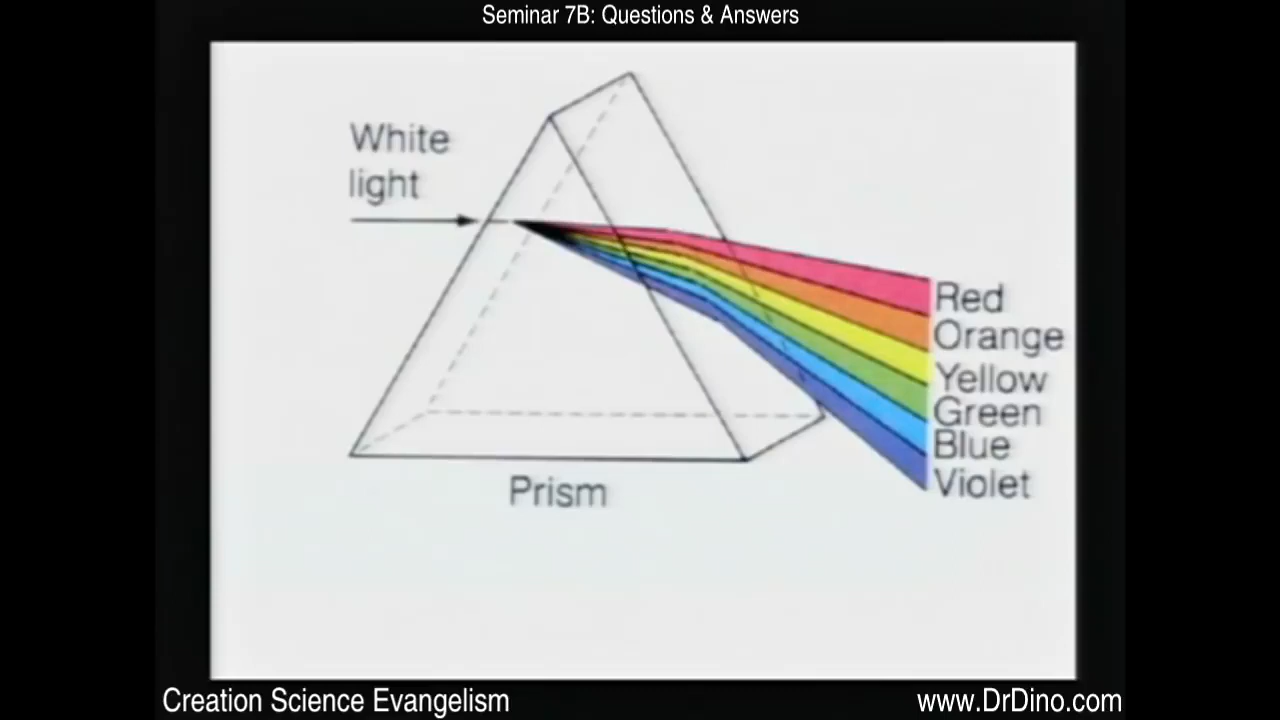 Seminar 7B: Questions & Answers
White
light
Red
Orange
Yellow
Green
Blue
Violet
Prism
Creation Science Evangelism
www.DrDino.com